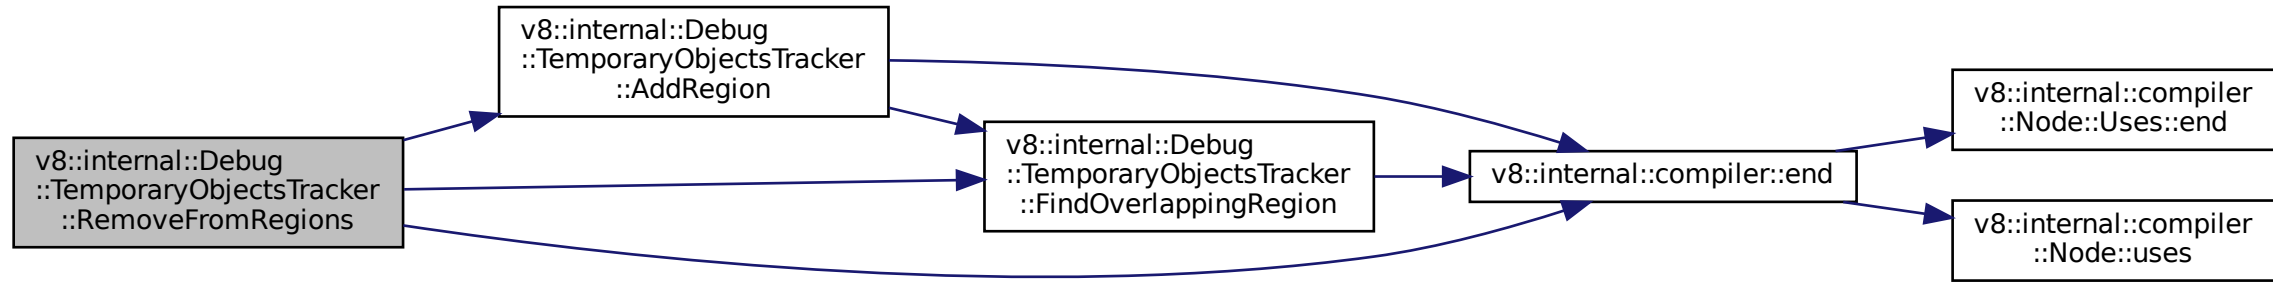 v8::internal::Debug
::TemporaryObjectsTracker
::RemoveFromRegions
v8::internal::Debug
::TemporaryObjectsTracker
::AddRegion
v8::internal::Debug
::TemporaryObjectsTracker
::FindOverlappingRegion
v8::internal::compiler::end
v8::internal::compiler
::Node::Uses::end
v8::internal::compiler
::Node::uses